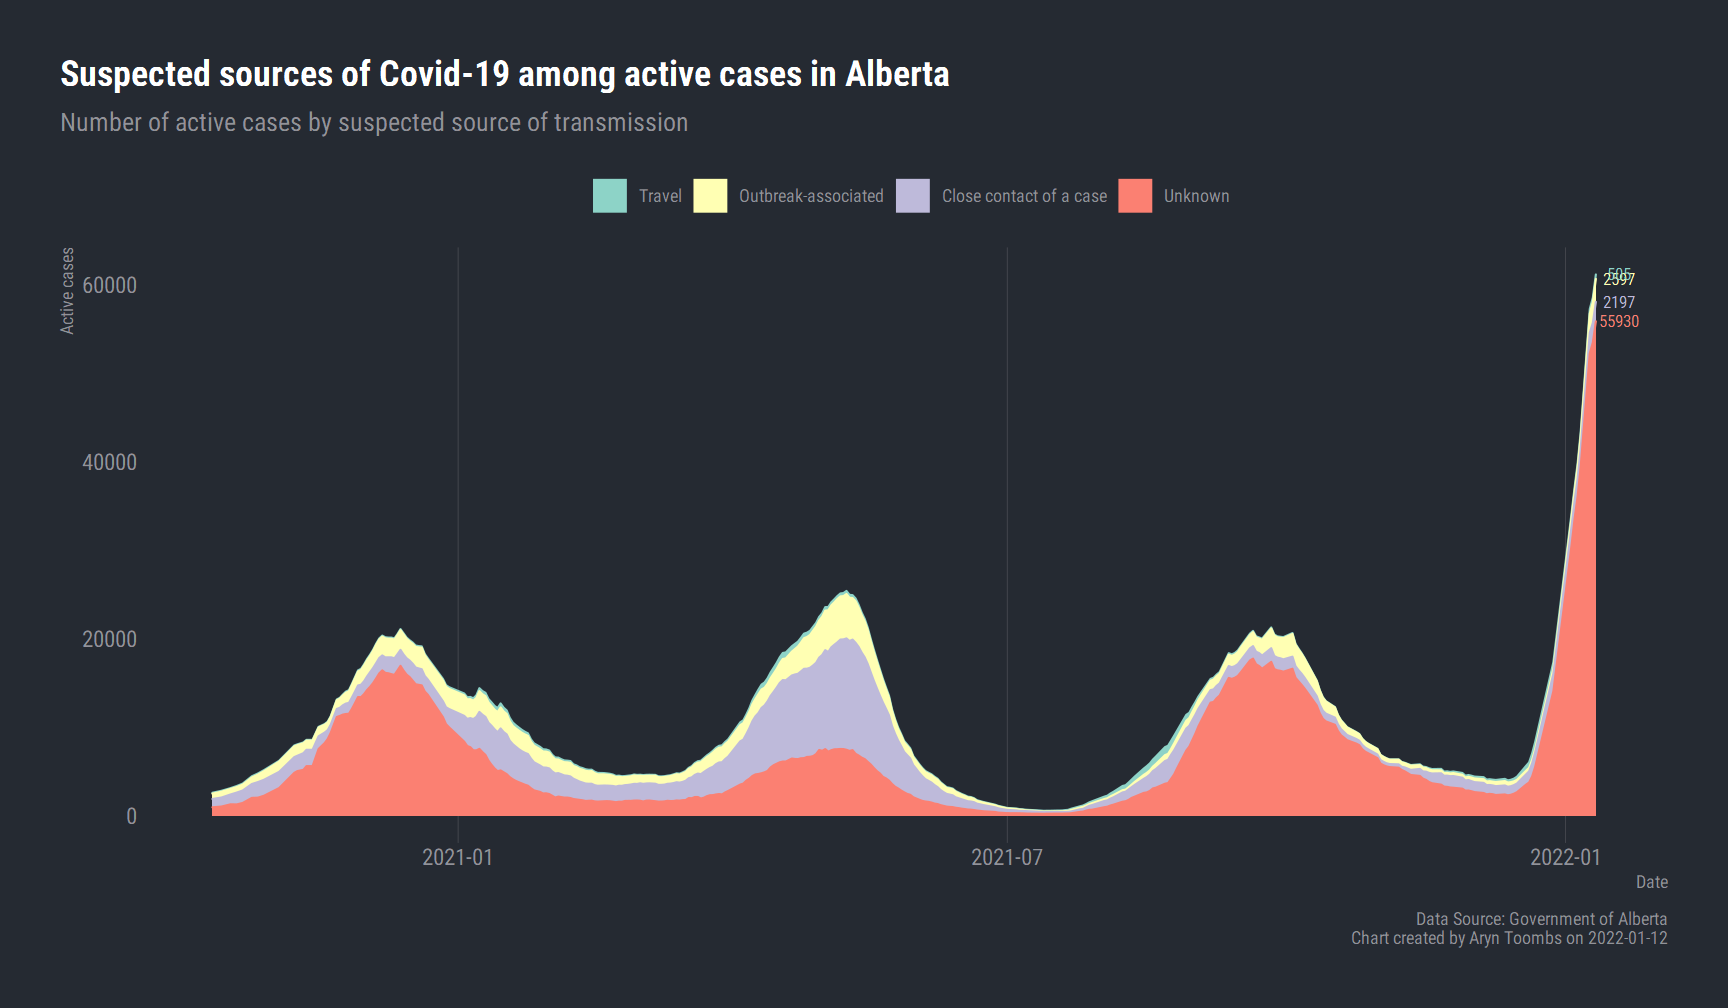 Suspected sources of Covid-19 among active cases in Alberta
Number of active cases by suspected source of transmission
Travel
Outbreak-associated
Close contact of a case
Unknown
Active cases
60000
40000
20000
0
2597
2197
55930
2021-01
2021-07
2022-01
Date
Data Source: Government of Alberta
Chart created by Aryn Toombs on 2022-01-12